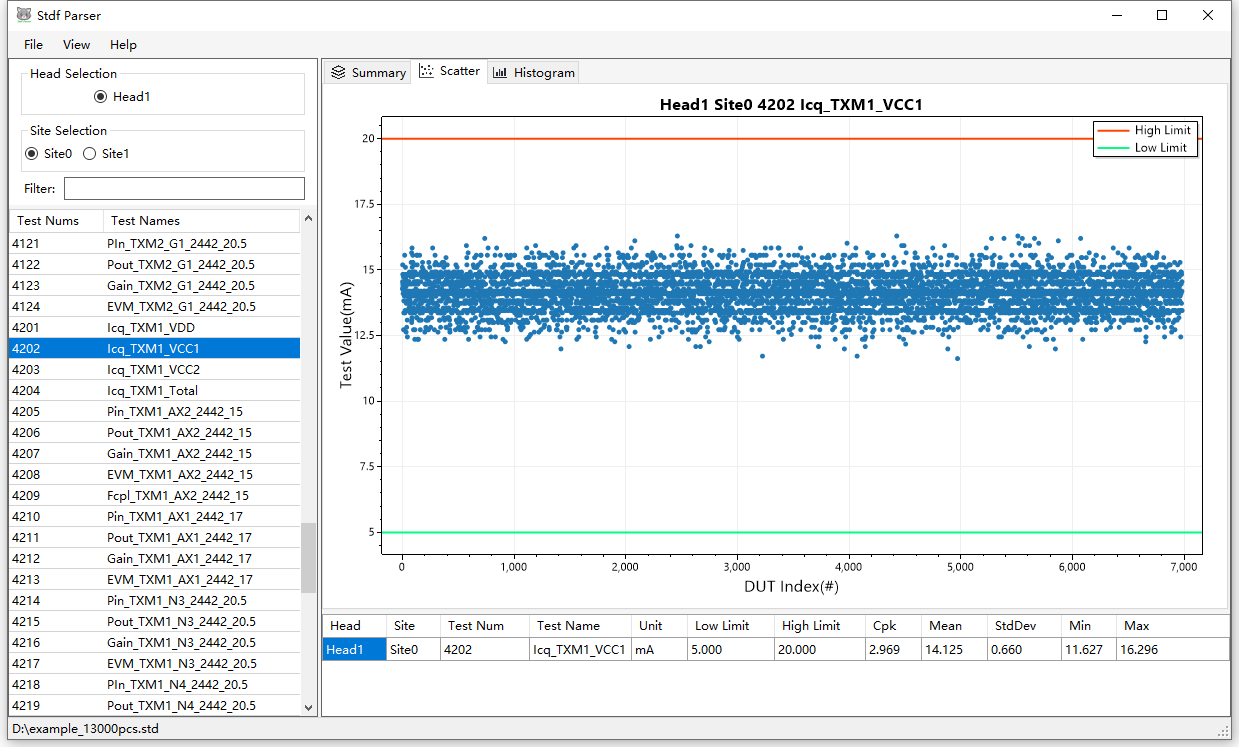 Stdf Parser
File View Help
Head Selection
Head1
Site Selection
Site0 Site1
Filter:
Test Nums Test Names
4121 PIn_TXM2_G1_2442_20.5
4122 Pout_TXM2_G1_2442_20.5
4123 Gain_TXM2_G1_2442_20.5
4124 EVM_TXM2_G1_2442_20.5
4201 Icq_TXM1_VDD
4202 Icq_TXM1_VCC1
4203 Icq_TXM1_VCC2
4204 Icq_TXM1_Total
4205 Pin_TXM1_AX2_2442_15
4206 Pout_TXM1_AX2_2442_15
4207 Gain_TXM1_AX2_2442_15
4208 EVM_TXM1_AX2_2442_15
4209 Fcpl_TXM1_AX2_2442_15
4210 Pin_TXM1_AX1_2442_17
4211 Pout_TXM1_AX1_2442_17
4212 Gain_TXM1_AX1_2442_17
4213 EVM_TXM1_AX1_2442_17
4214 Pin_TXM1_N3_2442_20.5
4215 Pout_TXM1_N3_2442_20.5
4216 Gain_TXM1_N3_2442_20.5
4217 EVM_TXM1_N3_2442_20.5
4218 PIn_TXM1_N4_2442_20.5
4219 Pout_TXM1_N4_2442_20.5
Summary Scatter Histogram
Head1 Site0 4202 Icq_TXM1_VCC1
High Limit
Low Limit
Test Value(mA)
20
17.5
15
12.5
10
7.5
5
0 1,000 2,000 3,000 4,000 5,000 6,000 7,000
DUT Index(#)
Head Site Test Num Test Name Unit Low Limit High Limit Cpk Mean StdDev Min Max
Head1 Site0 4202 Icq_TXM1_VCC1 mA 5.000 20.000 2.969 14.125 0.660 11.627 16.296
D:\example_13000pcs.std